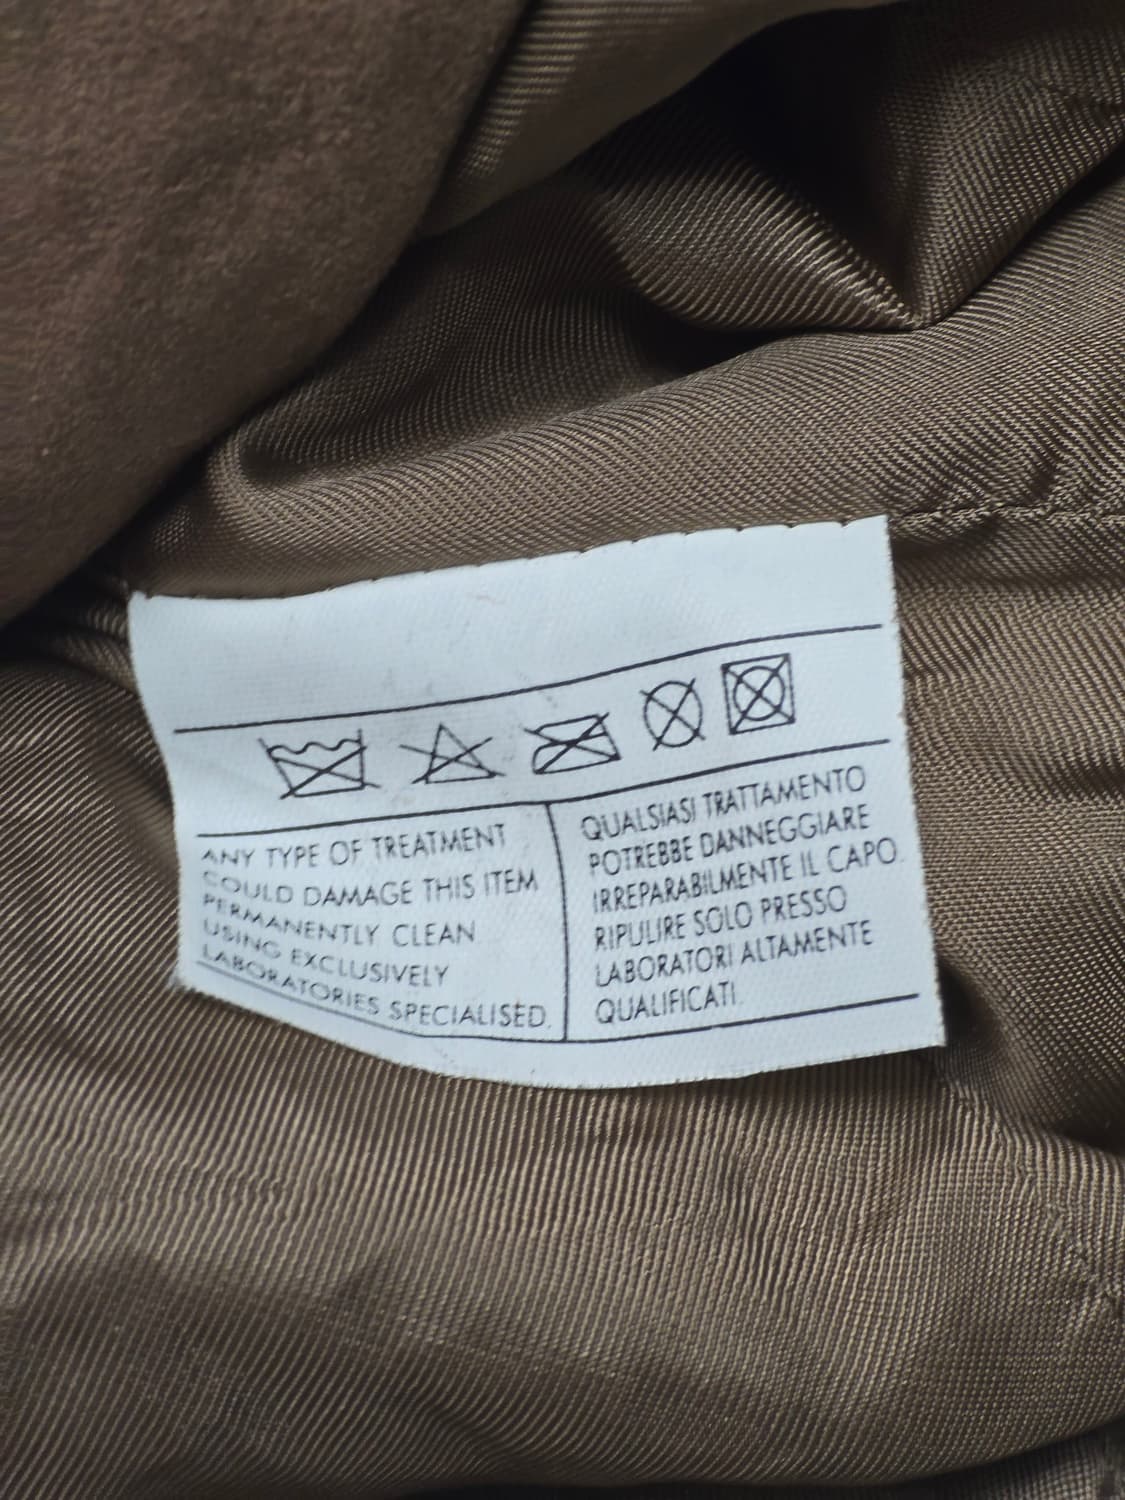 ANY TYPE OF TREATMENT
COULD DAMAGE THIS ITEM
PERMANENTLY CLEAN
USING EXCLUSIVELY
LABORATORIES SPECIALISED.
QUALSIASI TRATTAMENTO
POTREBBE DANNEGGIARE
IRREPARABILMENTE IL CAPO.
RIPULIRE SOLO PRESSO
LABORATORI ALTAMENTE
QUALIFICATI.